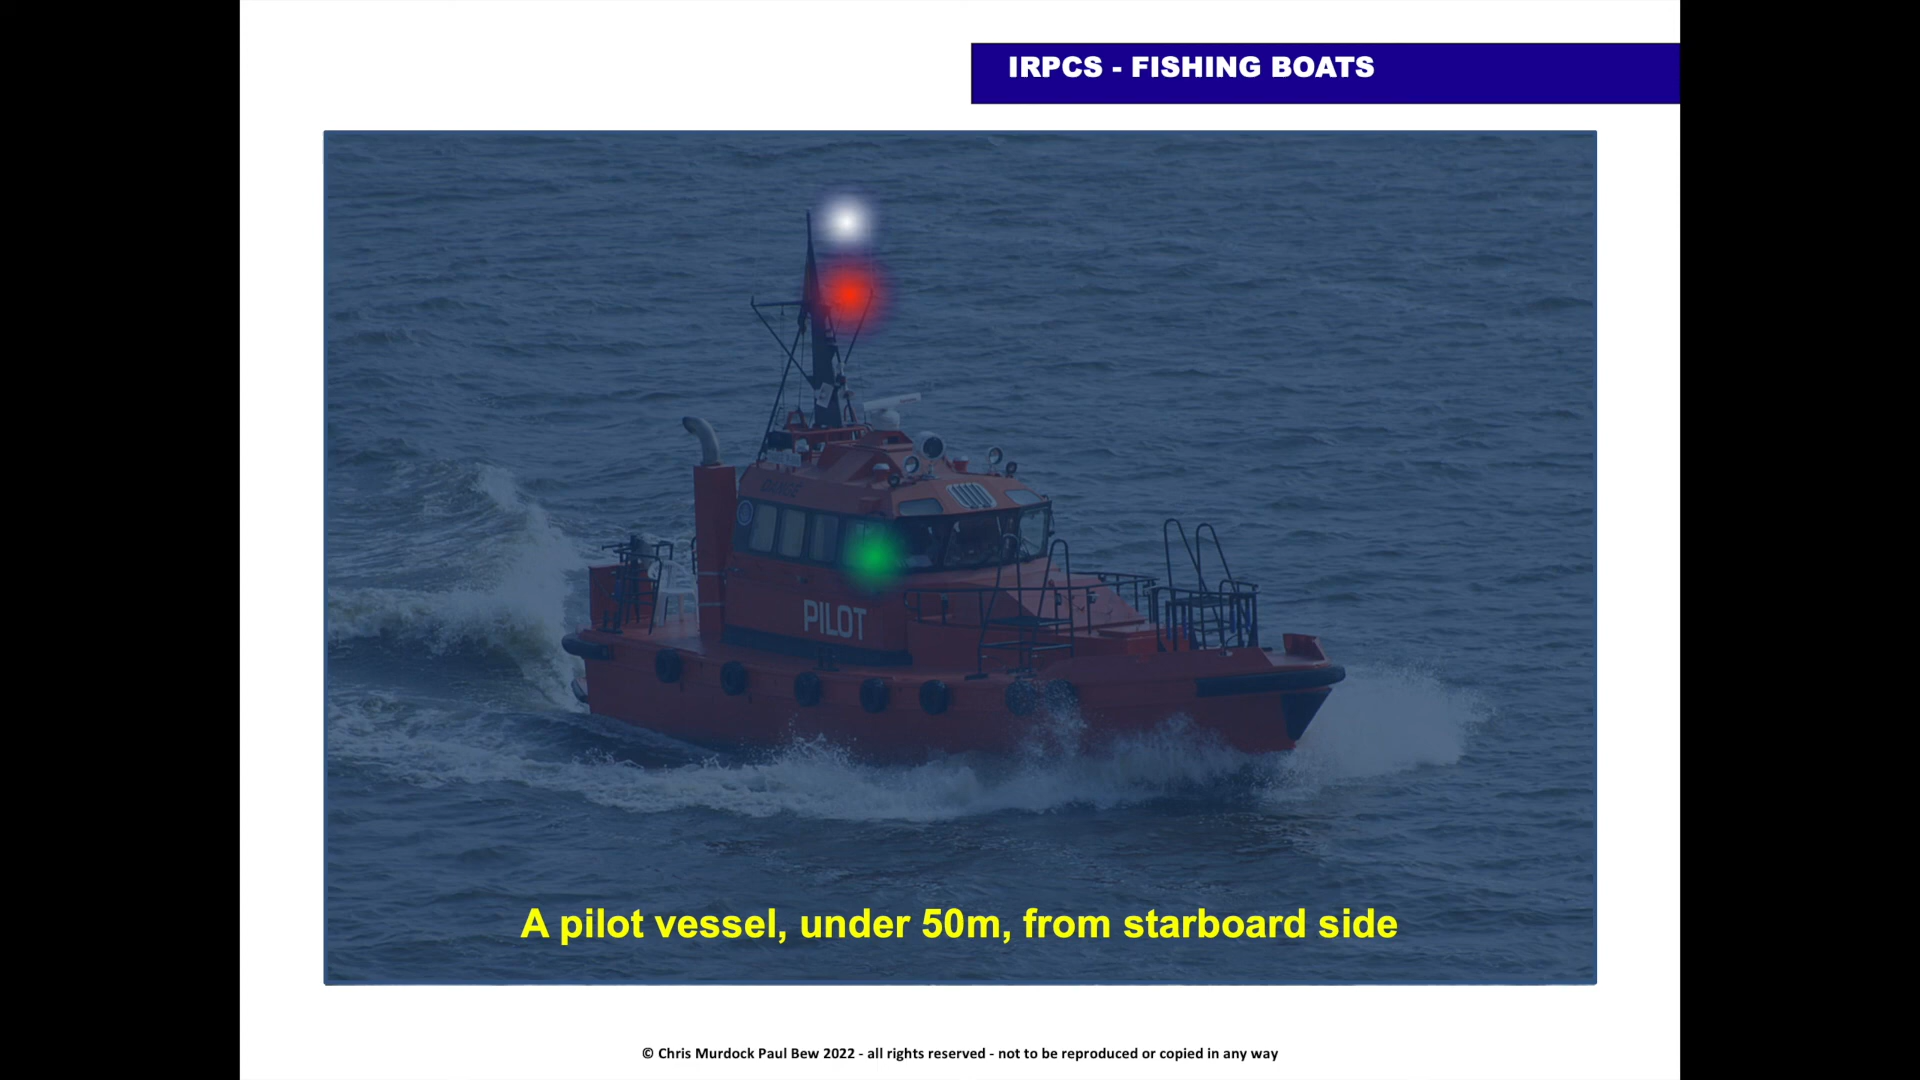 IRPCS - FISHING BOATS
PILOT
A pilot vessel, under 50m, from starboard side
© Chris Murdock Paul Bew 2022 - all rights reserved - not to be reproduced or copied in any way